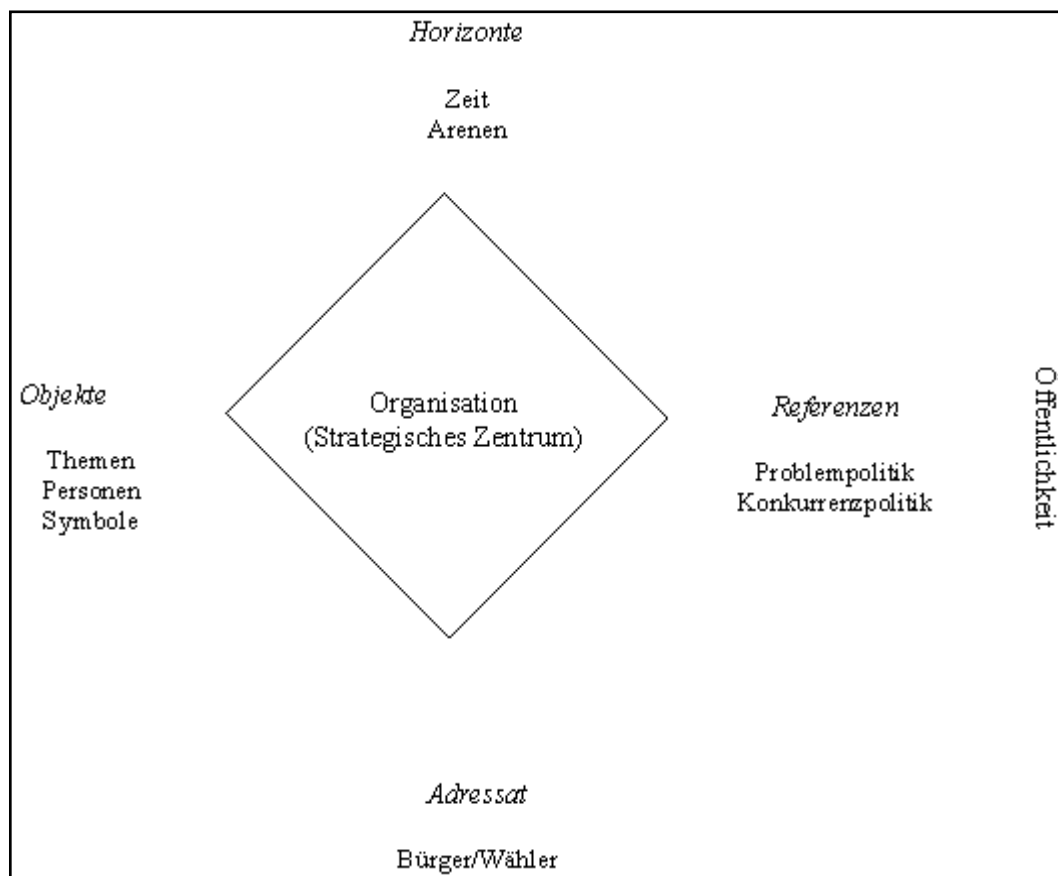 Horizonte
Zeit
Arenen
Objekte
Themen
Personen
Symbole
Organisation
(Strategisches Zentrum)
Referenzen
Problempolitik
Konkurrenzpolitik
Öffentlichkeit
Adressat
Bürger/Wähler